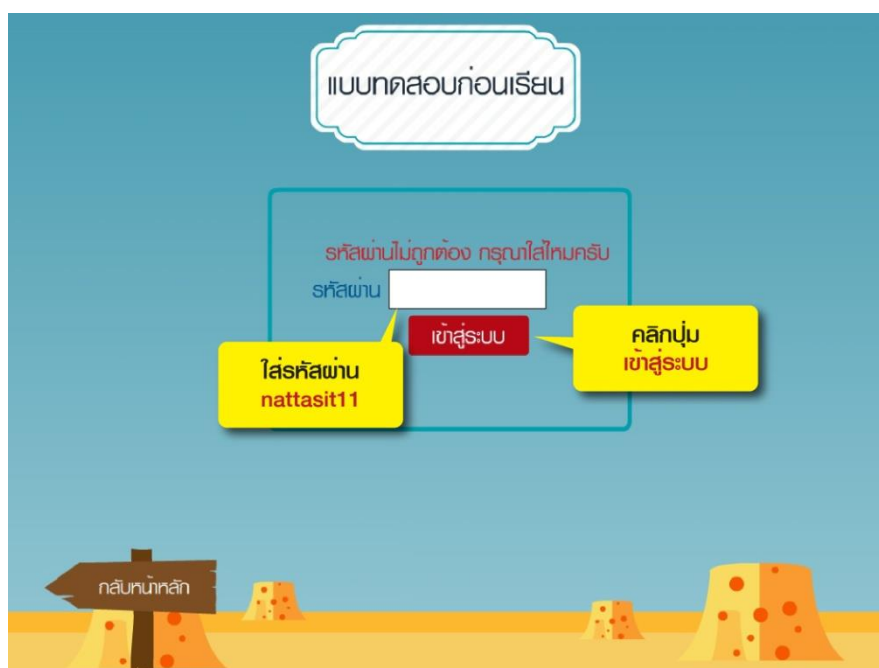 แบบทดสอบก่อนเรียน
รหัสผ่านไม่ถูกต้อง กรุณาใส่ใหมครับ
รหัสผ่าน
เข้าสู่ระบบ
คลิกปุ่ม
เข้าสู่ระบบ
ใส่รหัสผ่าน
nattasit11
กลับหน้าหลัก